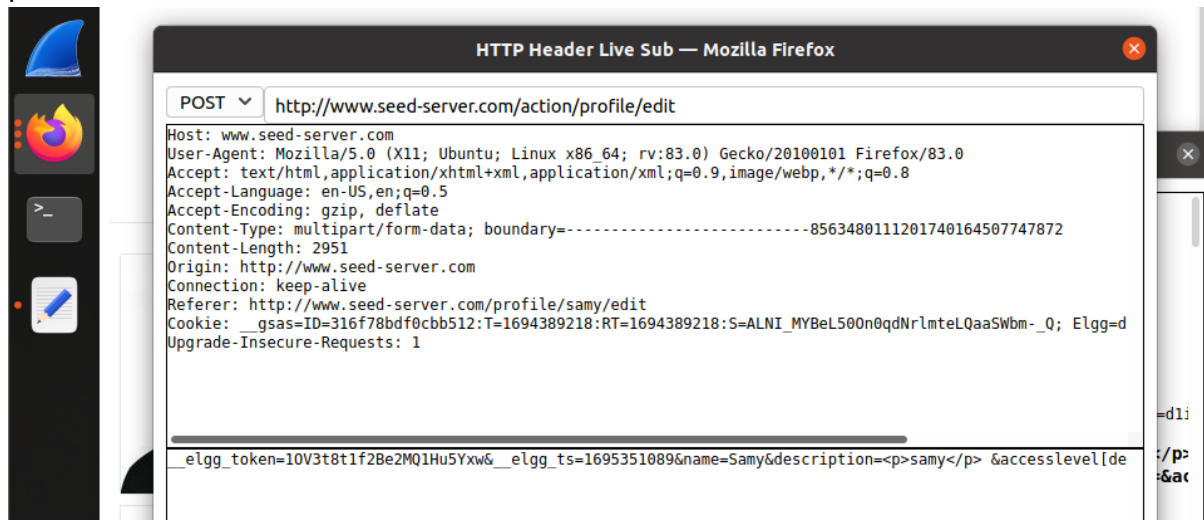 HTTP Header Live Sub — Mozilla Firefox
POST http://www.seed-server.com/action/profile/edit
Host: www.seed-server.com
User-Agent: Mozilla/5.0 (X11; Ubuntu; Linux x86_64; rv:83.0) Gecko/20100101 Firefox/83.0
Accept: text/html,application/xhtml+xml,application/xml;q=0.9,image/webp,*/*;q=0.8
Accept-Language: en-US,en;q=0.5
Accept-Encoding: gzip, deflate
Content-Type: multipart/form-data; boundary=---------------------------8563480111201740164507747872
Content-Length: 2951
Origin: http://www.seed-server.com
Connection: keep-alive
Referer: http://www.seed-server.com/profile/samy/edit
Cookie: __gsas=ID=316f78bdf0cbb512:T=1694389218:RT=1694389218:S=ALNI_MYBeL50On0qdNrlmteLQaaSWbm-_Q; Elgg=d
Upgrade-Insecure-Requests: 1
=d1i
__elgg_token=1OV3t8t1f2Be2MQ1Hu5Yxw&__elgg_ts=1695351089&name=Samy&description=<p>samy</p> &accesslevel[de
</p>
=&ac